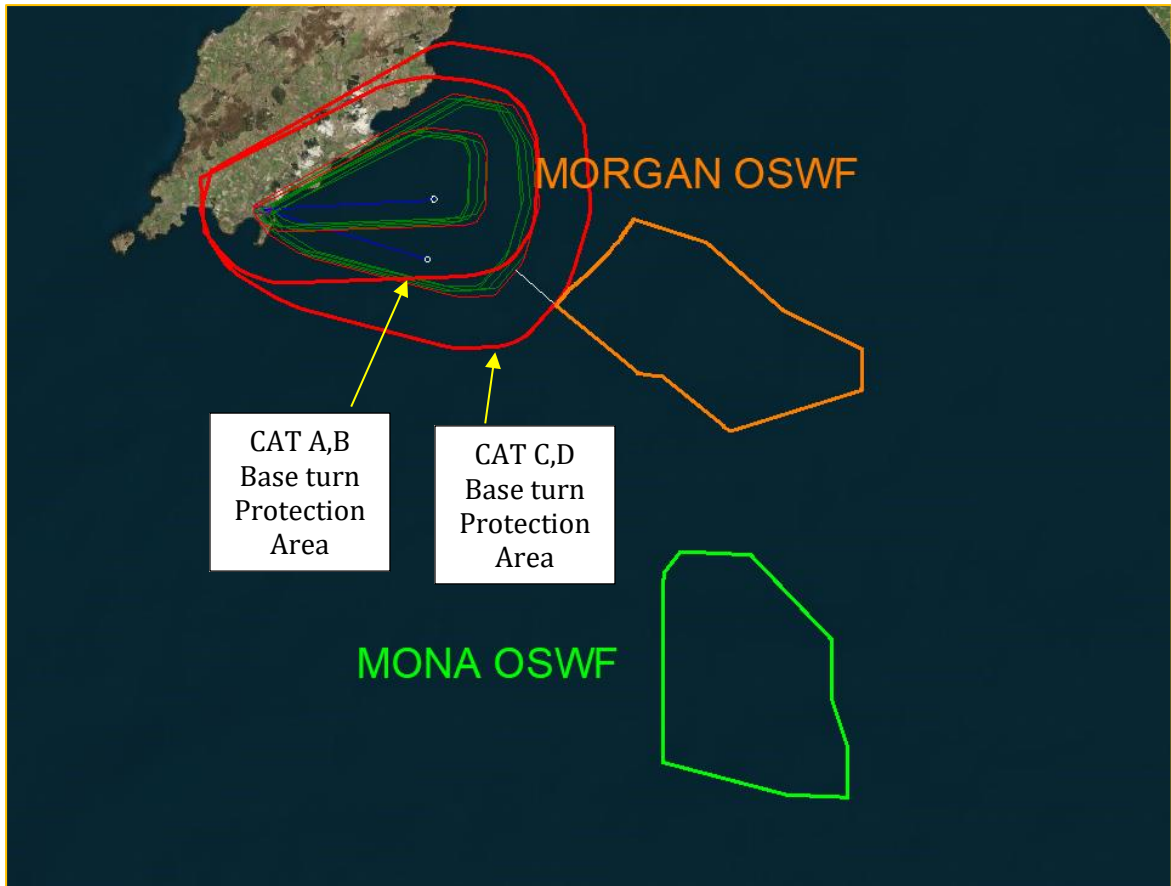 MORGAN OSWF
CAT A,B
Base turn
Protection
Area
CAT C,D
Base turn
Protection
Area
MONA OSWF